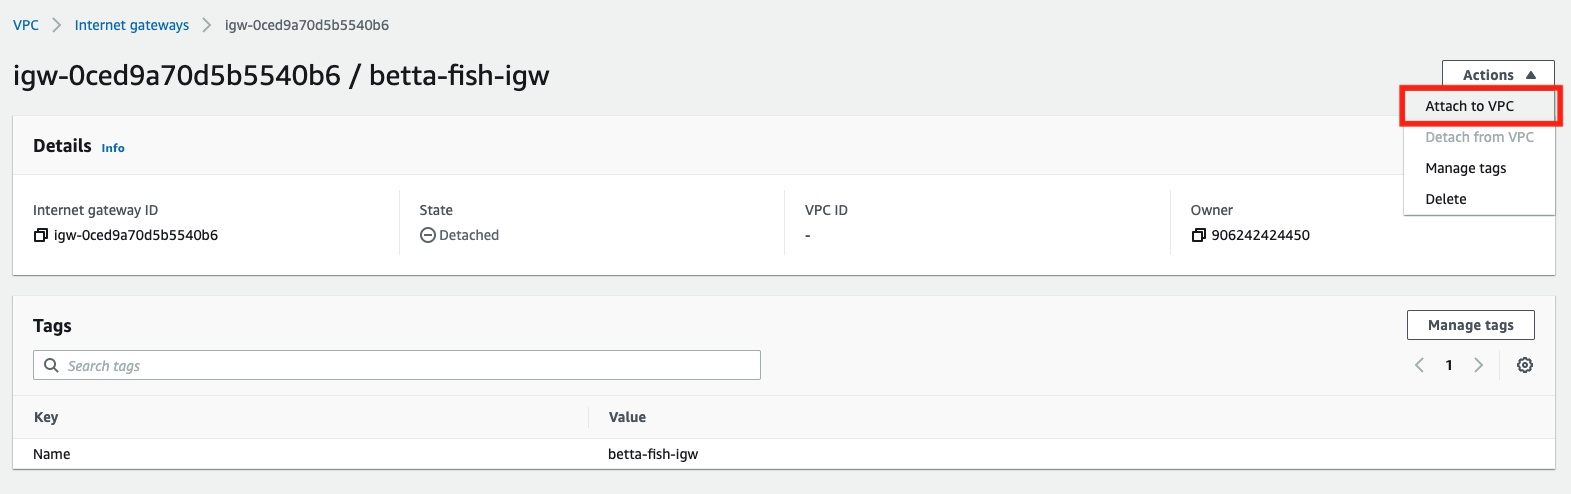 VPC > Internet gateways > igw-0ced9a70d5b5540b6
igw-0ced9a70d5b5540b6 / betta-fish-igw
Actions
Attach to VPC
Detach from VPC
Manage tags
Delete
Details Info
Internet gateway ID
igw-0ced9a70d5b5540b6
State
Detached
VPC ID
-
Owner
906242424450
Tags
Manage tags
Search tags
1
Key Value
Name betta-fish-igw